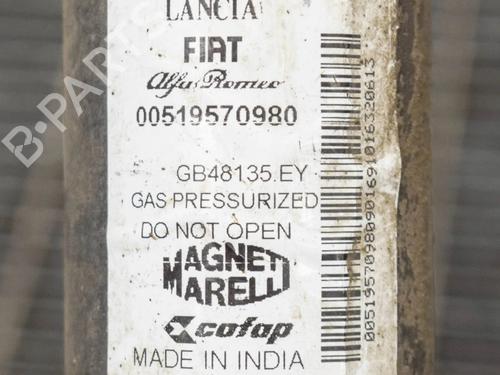 LANCIA
FIAT
Alfa Romeo
00519570980
GB48135.EY
GAS PRESSURIZED
DO NOT OPEN
MAGNETI
MARELLI
cofap
MADE IN INDIA
00519570980901691016320613
B-PARTS